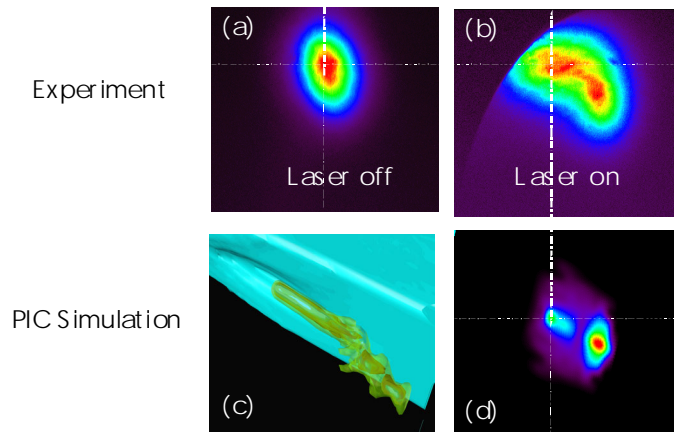 (a)
(b)
Experiment
Laser off
Laser on
PIC Simulation
(c)
(d)